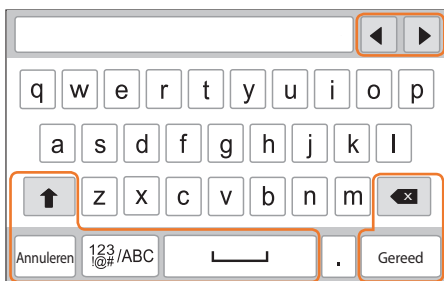 q w e r t y u i o p
a s d f g h j k l
z x c v b n m
Annuleren 123 !@# /ABC . Gereed